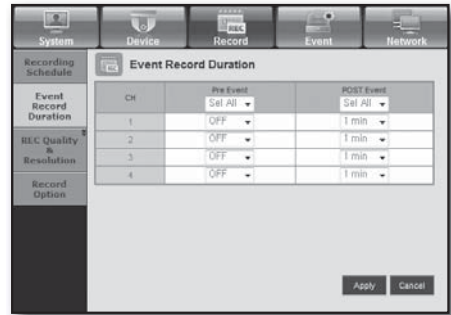 REC
System Device Record Event Network
Recording
Schedule
Event
Record
Duration
REC Quality
&
Resolution
Record
Option
Event Record Duration
CH Pre Event POST Event
Sel All Sel All
1 OFF 1 min
2 OFF 1 min
3 OFF 1 min
4 OFF 1 min
Apply Cancel